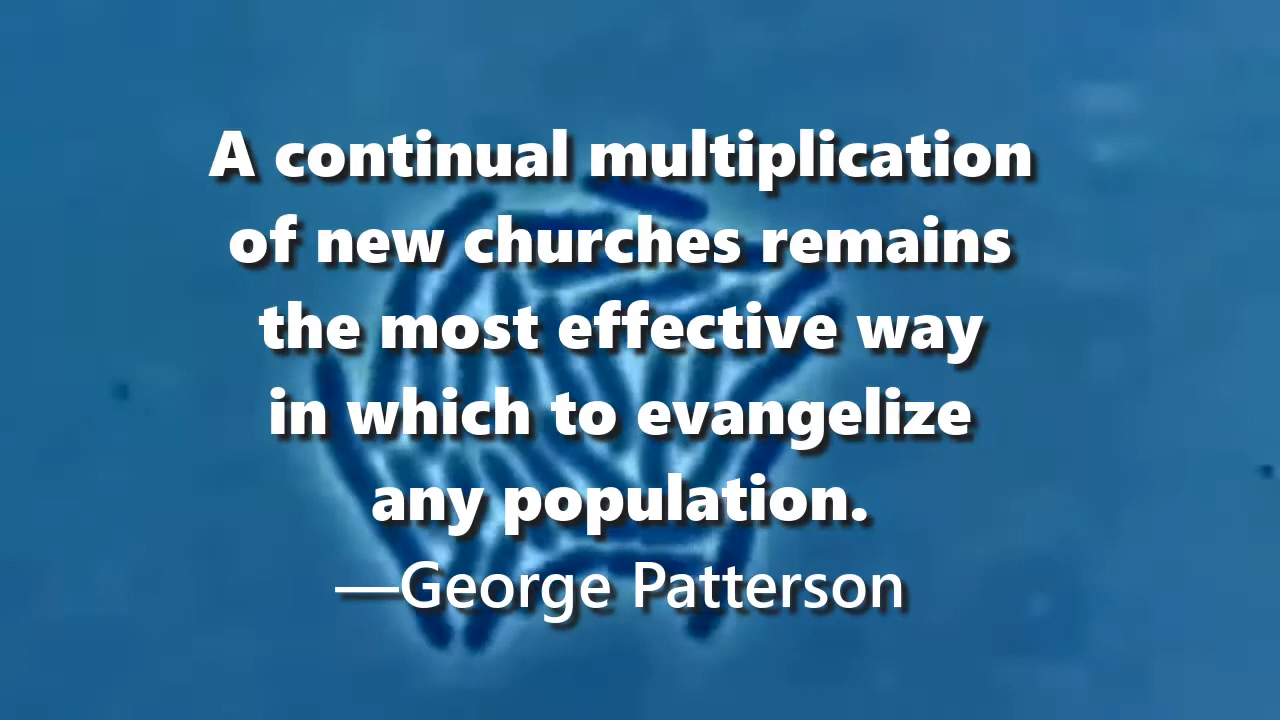 A continual multiplication
of new churches remains
the most effective way
in which to evangelize
any population.
—George Patterson